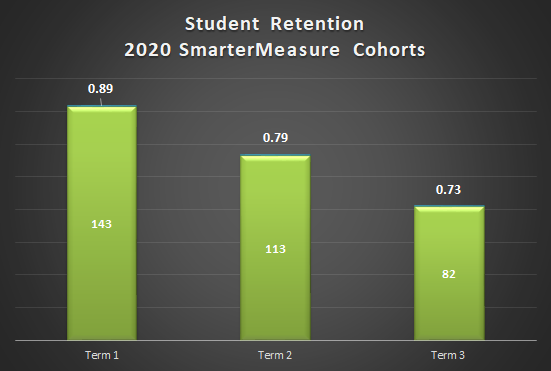 Student Retention
2020 SmarterMeasure Cohorts
0.89
0.79
0.73
143
113
82
Term 1
Term 2
Term 3